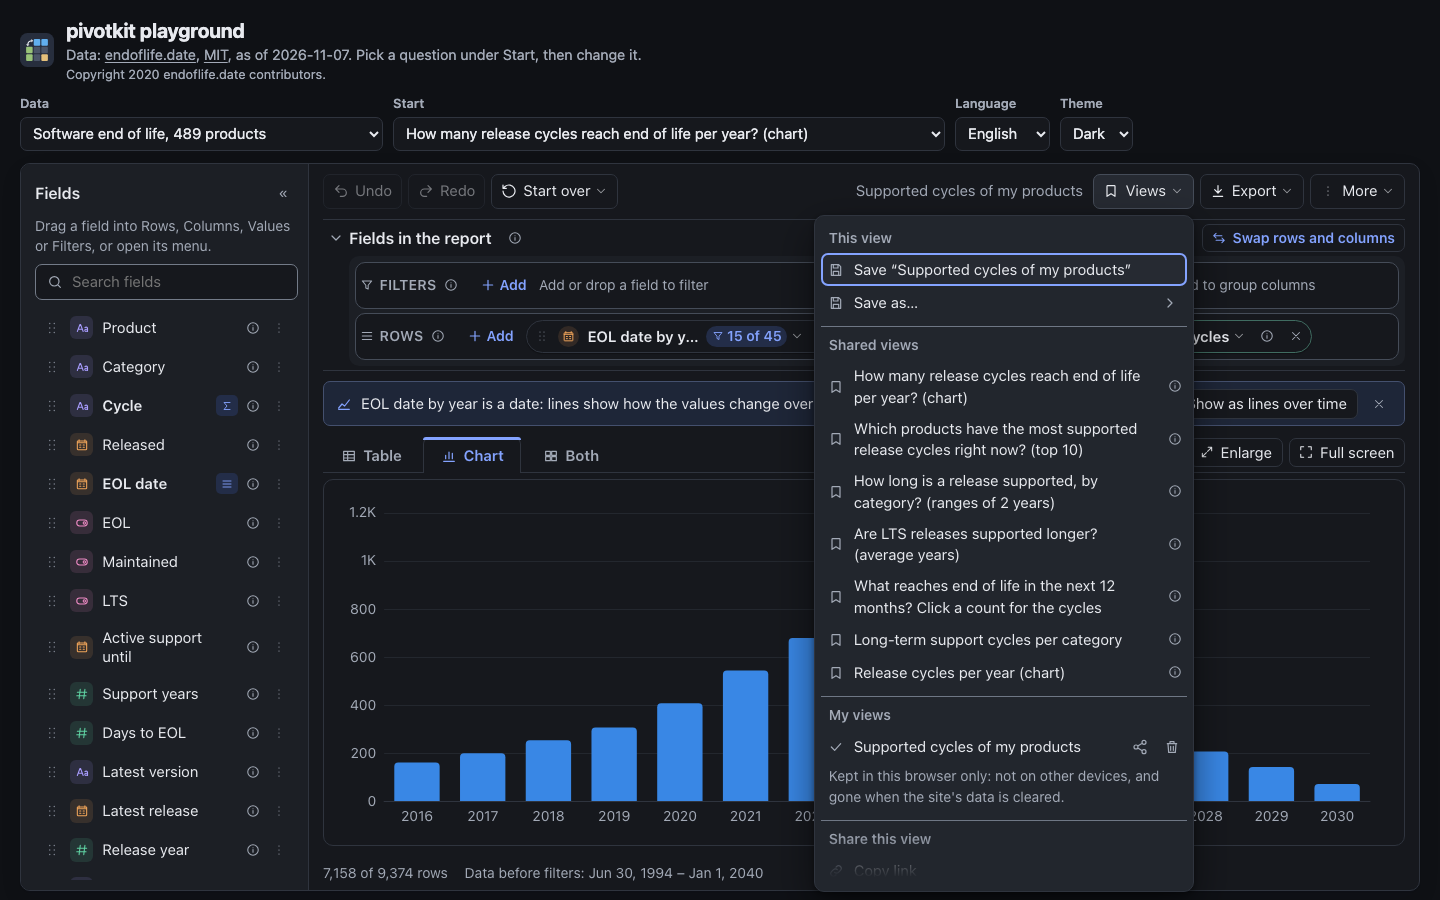 pivotkit playground
Data: endoflife.date, MIT, as of 2026-11-07. Pick a question under Start, then change it.
Copyright 2020 endoflife.date contributors.
Data
Start
Language
Theme
Software end of life, 489 products
How many release cycles reach end of life per year? (chart)
English
Dark
Fields
«
Drag a field into Rows, Columns, Values
or Filters, or open its menu.
Search fields
Aa Product
Aa Category
Aa Cycle Σ
Released
EOL date
EOL
Maintained
LTS
Active support
until
# Support years
# Days to EOL
Aa Latest version
Latest release
# Release year
Undo
Redo
Start over
Supported cycles of my products
Views
Export
More
Fields in the report
Swap rows and columns
FILTERS
+ Add
Add or drop a field to filter
d to group columns
ROWS
+ Add
EOL date by y...
15 of 45
ycles
EOL date by year is a date: lines show how the values change over
Show as lines over time
Table
Chart
Both
Enlarge
Full screen
1.2K
1K
800
600
400
200
0
2016
2017
2018
2019
2020
2021
2028
2029
2030
7,158 of 9,374 rows
Data before filters: Jun 30, 1994 – Jan 1, 2040
This view
Save “Supported cycles of my products”
Save as...
Shared views
How many release cycles reach end of life
per year? (chart)
Which products have the most supported
release cycles right now? (top 10)
How long is a release supported, by
category? (ranges of 2 years)
Are LTS releases supported longer?
(average years)
What reaches end of life in the next 12
months? Click a count for the cycles
Long-term support cycles per category
Release cycles per year (chart)
My views
Supported cycles of my products
Kept in this browser only: not on other devices, and
gone when the site's data is cleared.
Share this view
Copy link